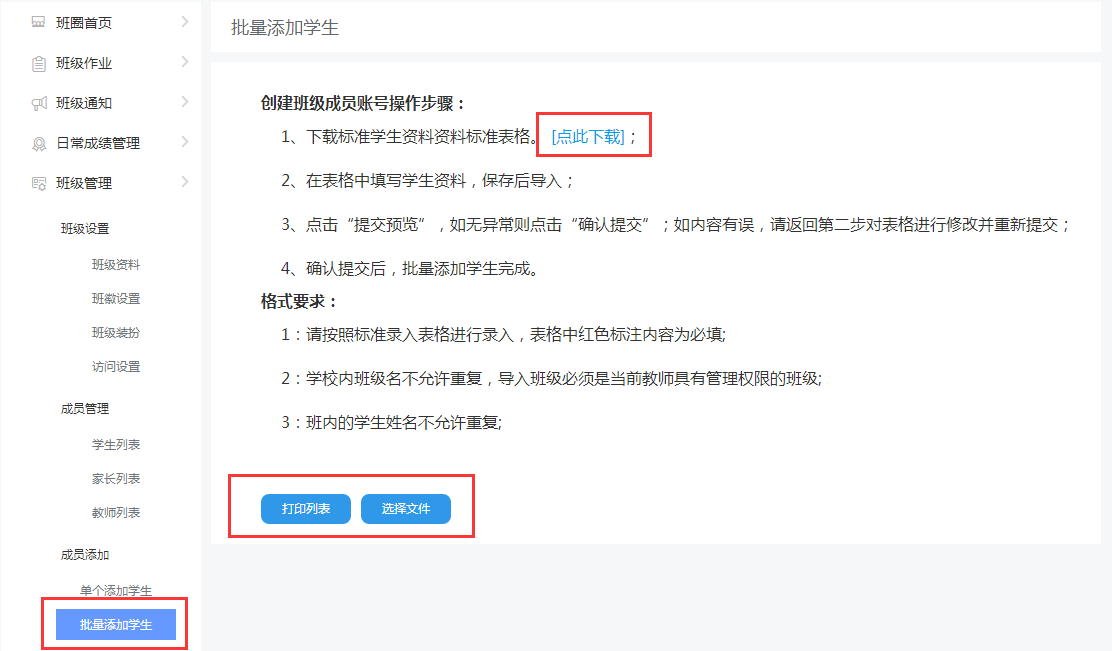 班圈首页
班级作业
班级通知
日常成绩管理
班级管理
班级设置
班级资料
班徽设置
班级装扮
访问设置
成员管理
学生列表
家长列表
教师列表
成员添加
单个添加学生
批量添加学生
批量添加学生
创建班级成员账号操作步骤：
1、下载标准学生资料资料标准表格。[点此下载]；
2、在表格中填写学生资料，保存后导入；
3、点击“提交预览”，如无异常则点击“确认提交”；如内容有误，请返回第二步对表格进行修改并重新提交；
4、确认提交后，批量添加学生完成。
格式要求：
1：请按照标准录入表格进行录入，表格中红色标注内容为必填;
2：学校内班级名不允许重复，导入班级必须是当前教师具有管理权限的班级;
3：班内的学生姓名不允许重复;
打印列表 选择文件